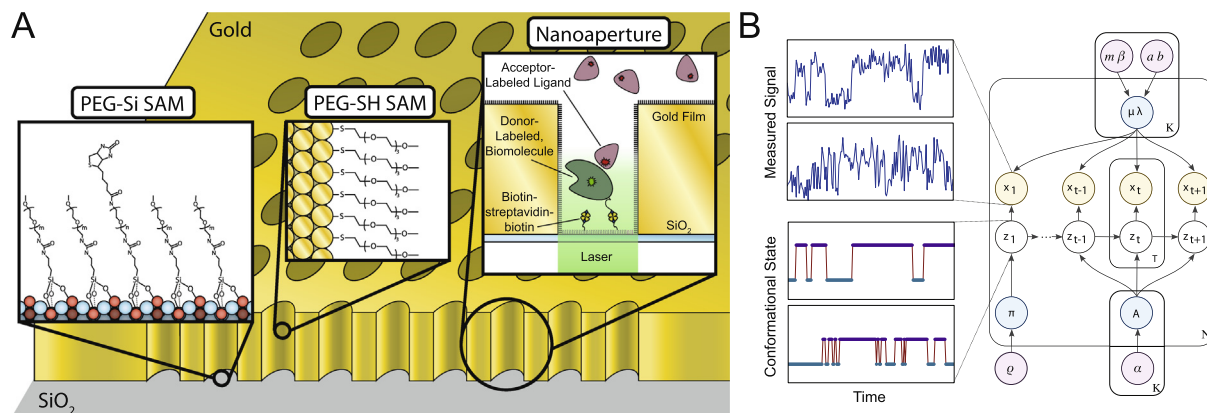 A
Gold
PEG-Si SAM
PEG-SH SAM
Nanoaperture
Acceptor-
Labeled Ligand
Donor-
Labeled,
Biomolecule
Biotin-
streptavidin-
biotin
Gold Film
SiO2
Laser
SiO2
B
Measured Signal
Conformational State
Time
m β
a b
μ λ
K
x1
xt-1
xt
xt+1
z1
...
zt-1
zt
zt+1
T
π
A
N
ϱ
α
K